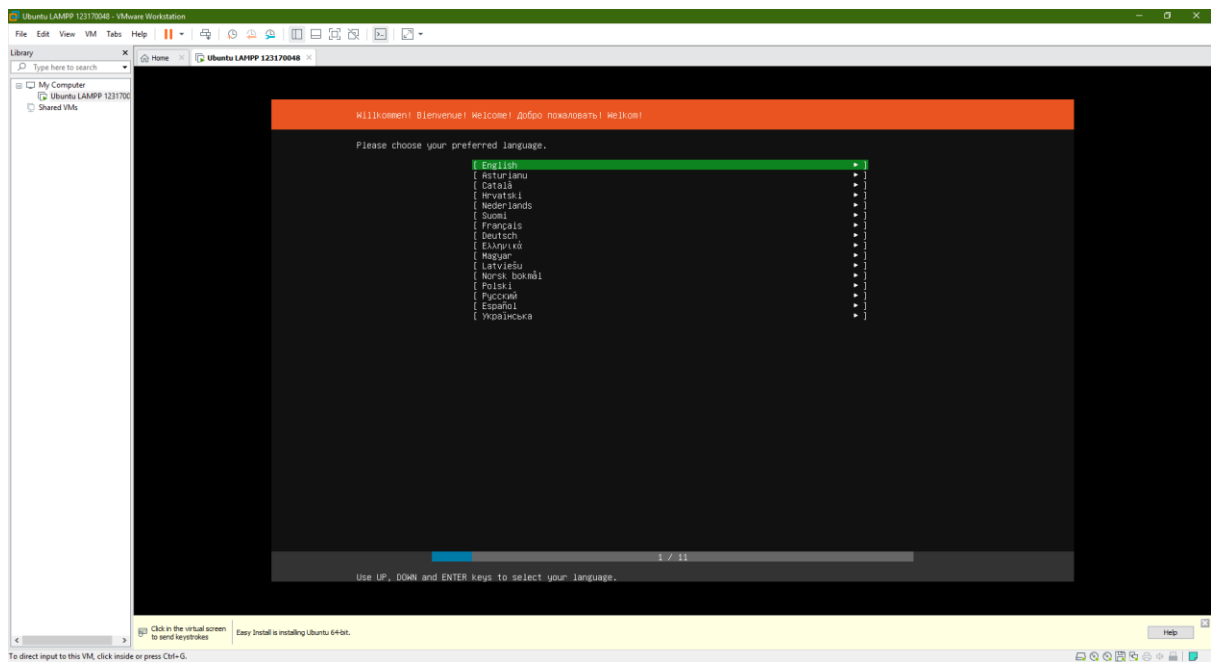 Ubuntu LAMPP 123170048 - VMware Workstation
File Edit View VM Tabs Help
Library
Type here to search
Home
Ubuntu LAMPP 123170048
My Computer
Ubuntu LAMPP 1231700
Shared VMs
Willkommen! Bienvenue! Welcome! Добро пожаловать! Welkom!
Please choose your preferred language.
[ English ► ]
[ Asturianu ► ]
[ Català ► ]
[ Hrvatski ► ]
[ Nederlands ► ]
[ Suomi ► ]
[ Français ► ]
[ Deutsch ► ]
[ Ελληνικά ► ]
[ Magyar ► ]
[ Latviešu ► ]
[ Norsk bokmål ► ]
[ Polski ► ]
[ Русский ► ]
[ Español ► ]
[ Українська ► ]
1 / 11
Use UP, DOWN and ENTER keys to select your language.
Click in the virtual screen
to send keystrokes
Easy Install is installing Ubuntu 64-bit.
Help
To direct input to this VM, click inside or press Ctrl+G.